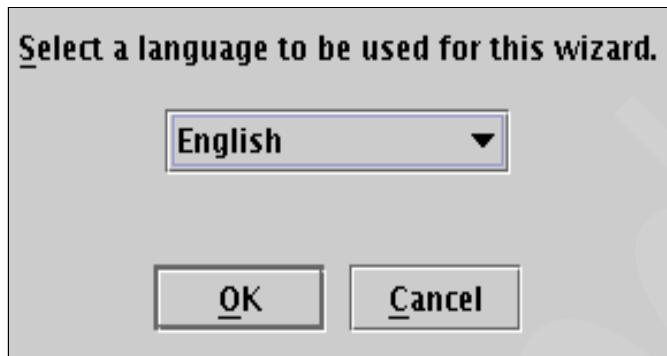 Select a language to be used for this wizard.
English
OK
Cancel